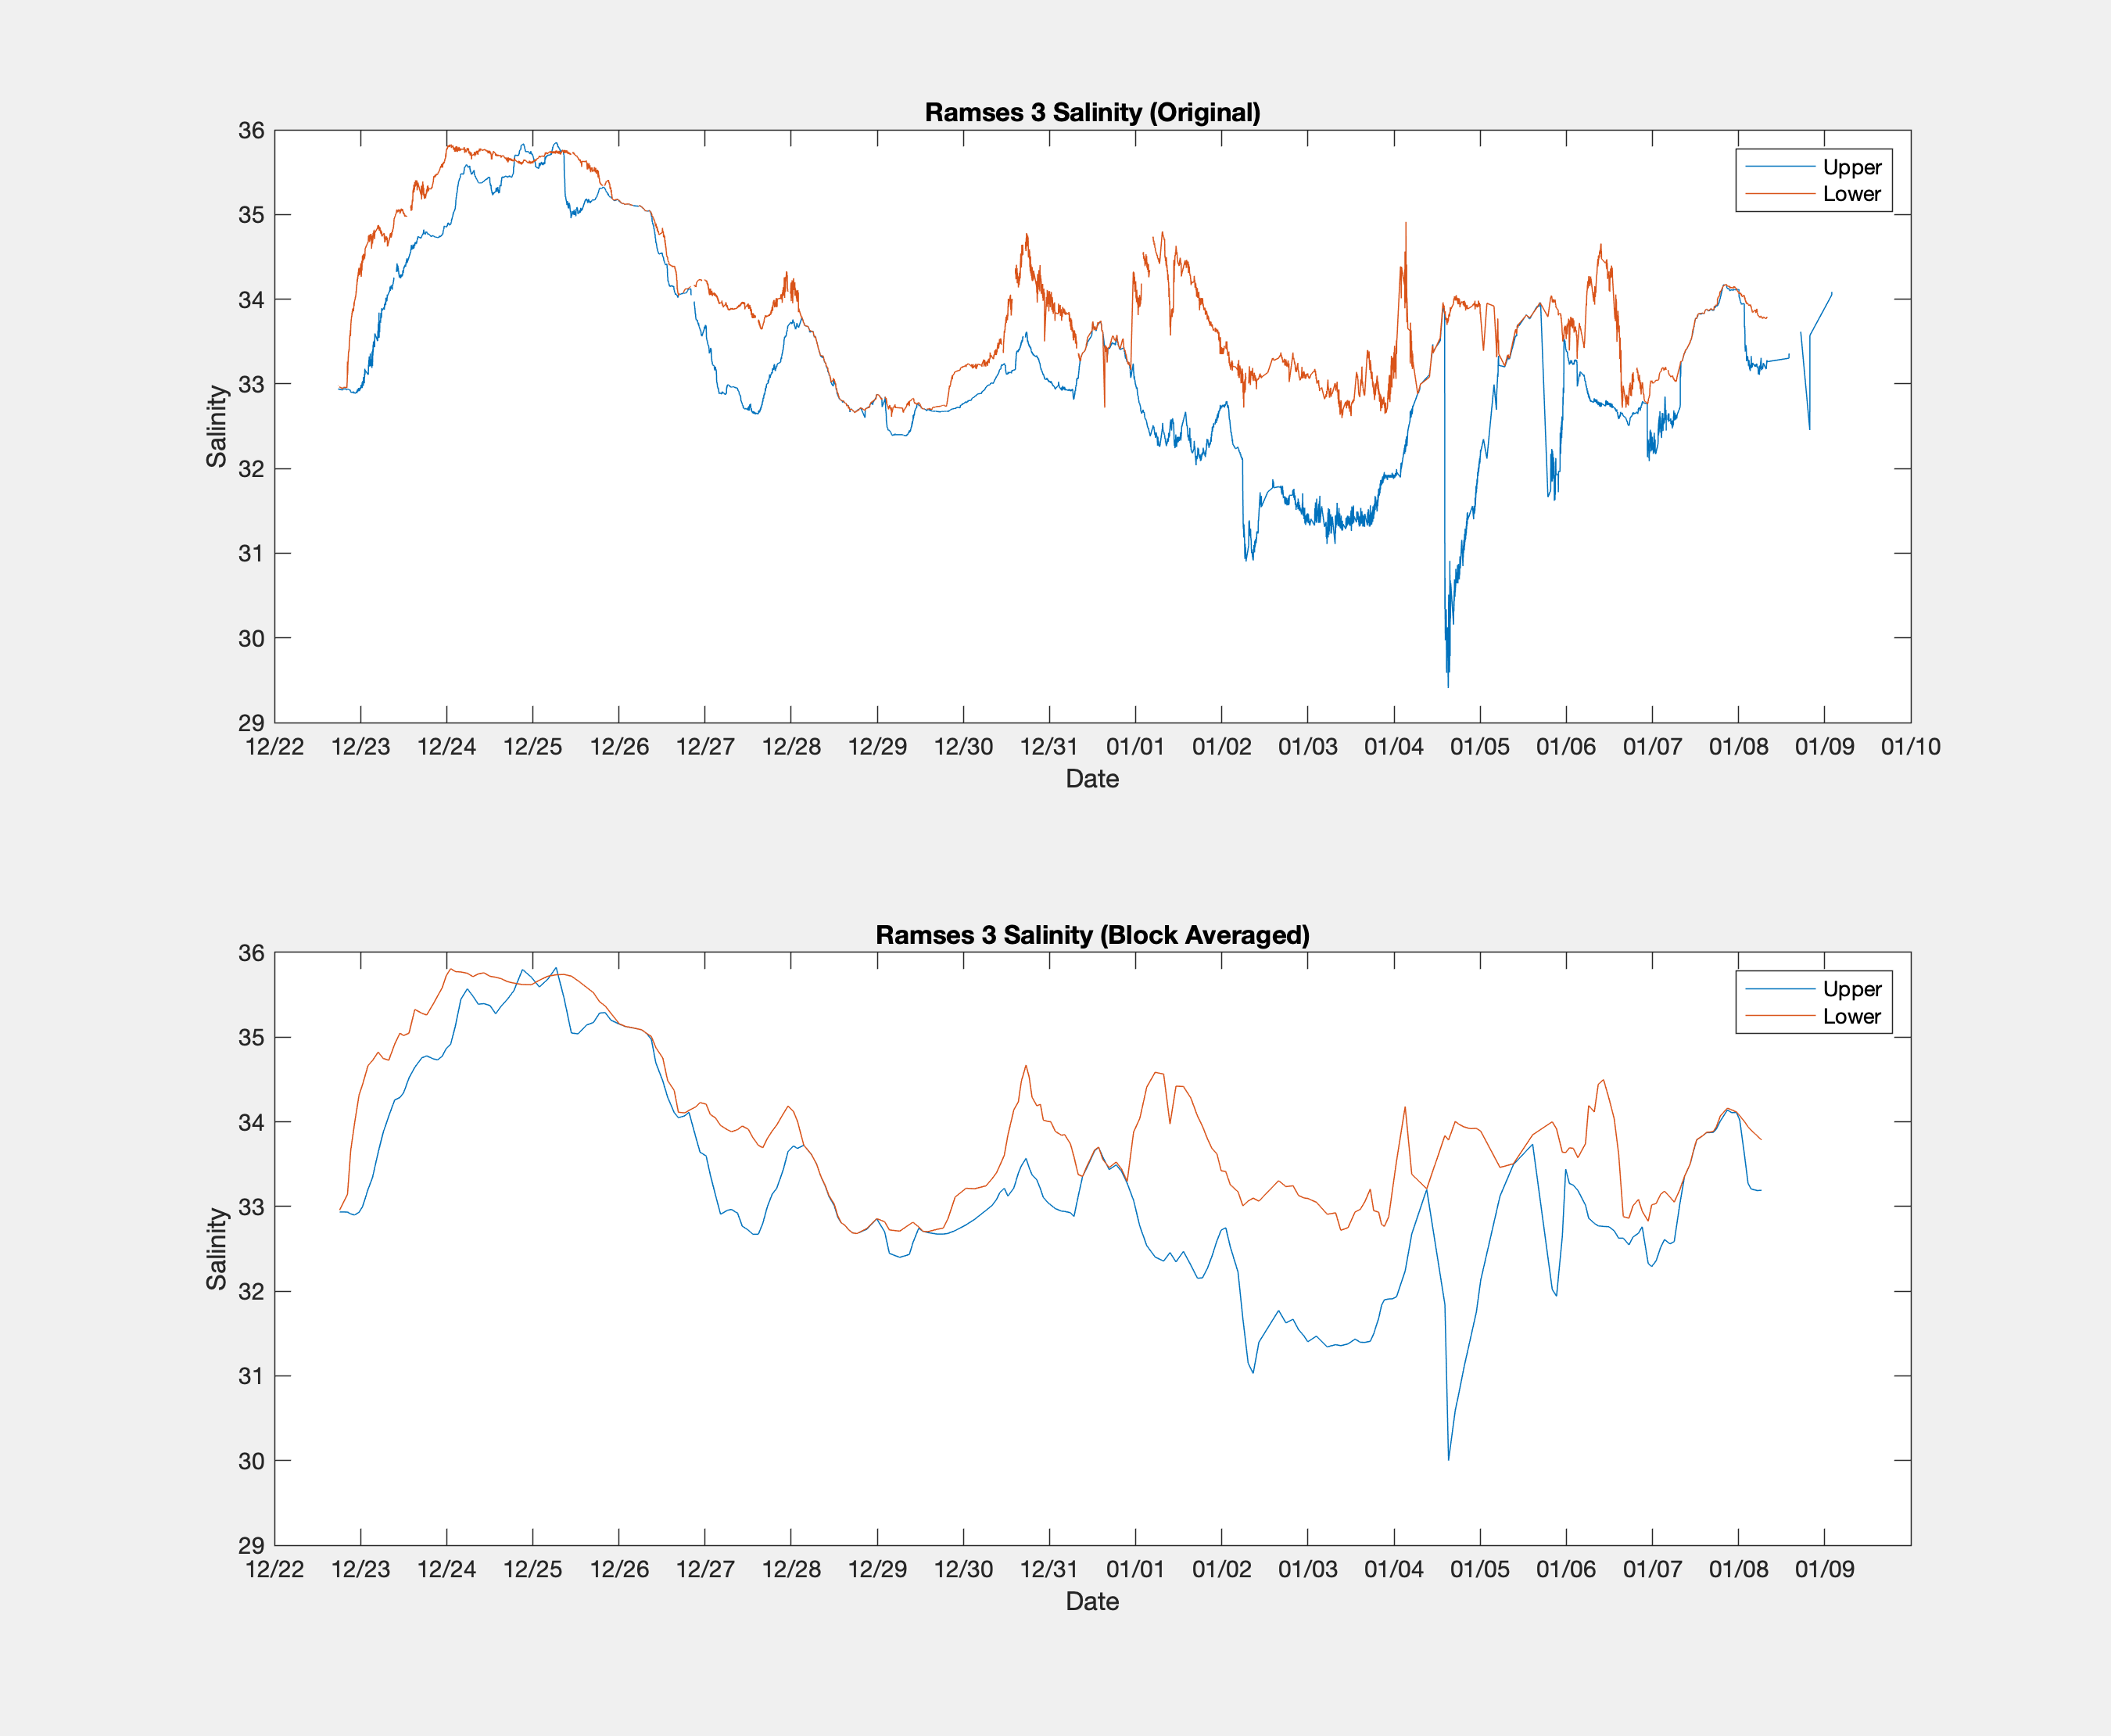 Ramses 3 Salinity (Original)
36
35
34
33
32
31
30
29
Salinity
Upper
Lower
12/22 12/23 12/24 12/25 12/26 12/27 12/28 12/29 12/30 12/31 01/01 01/02 01/03 01/04 01/05 01/06 01/07 01/08 01/09 01/10
Date
Ramses 3 Salinity (Block Averaged)
36
35
34
33
32
31
30
29
Salinity
Upper
Lower
12/22 12/23 12/24 12/25 12/26 12/27 12/28 12/29 12/30 12/31 01/01 01/02 01/03 01/04 01/05 01/06 01/07 01/08 01/09
Date